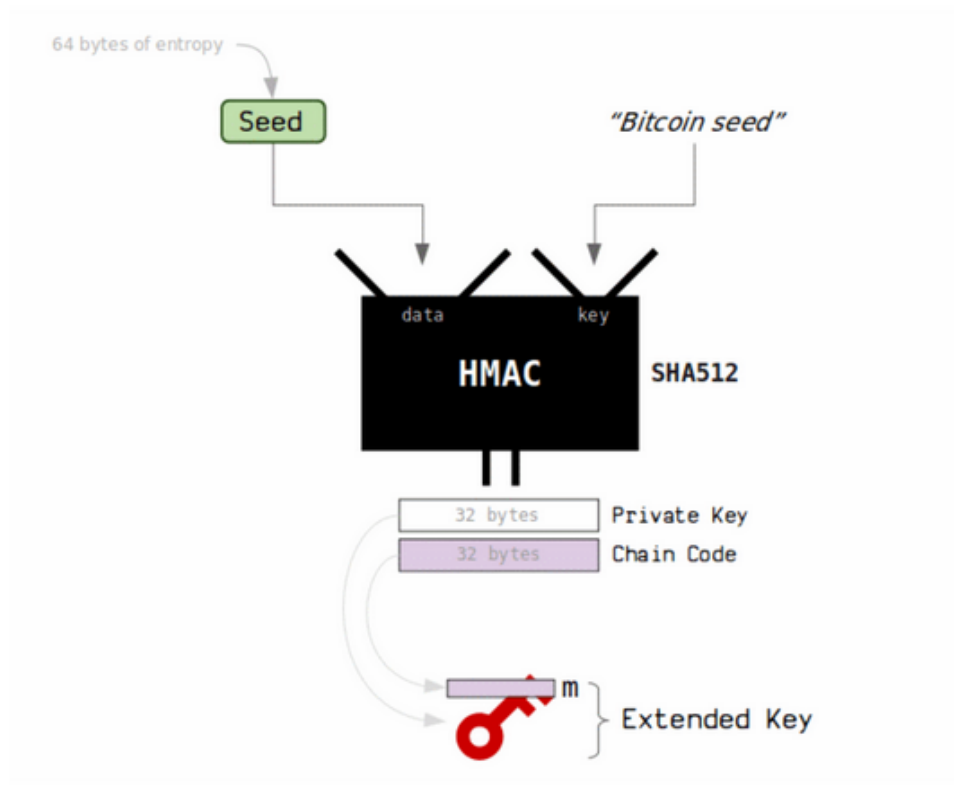 64 bytes of entropy
Seed
“Bitcoin seed”
data
key
HMAC
SHA512
32 bytes
Private Key
32 bytes
Chain Code
m
Extended Key